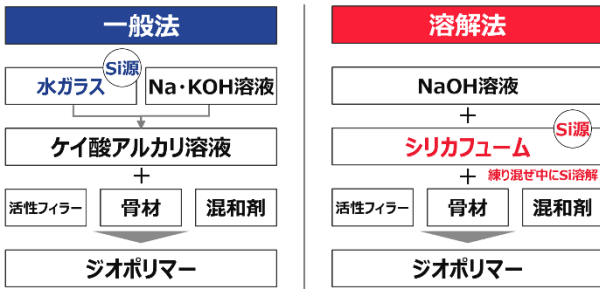 一般法
Si源
水ガラス
Na・KOH溶液
ケイ酸アルカリ溶液
+
活性フィラー
骨材
混和剤
ジオポリマー
溶解法
NaOH溶液
+
Si源
シリカフューム
+
練り混ぜ中にSi溶解
活性フィラー
骨材
混和剤
ジオポリマー